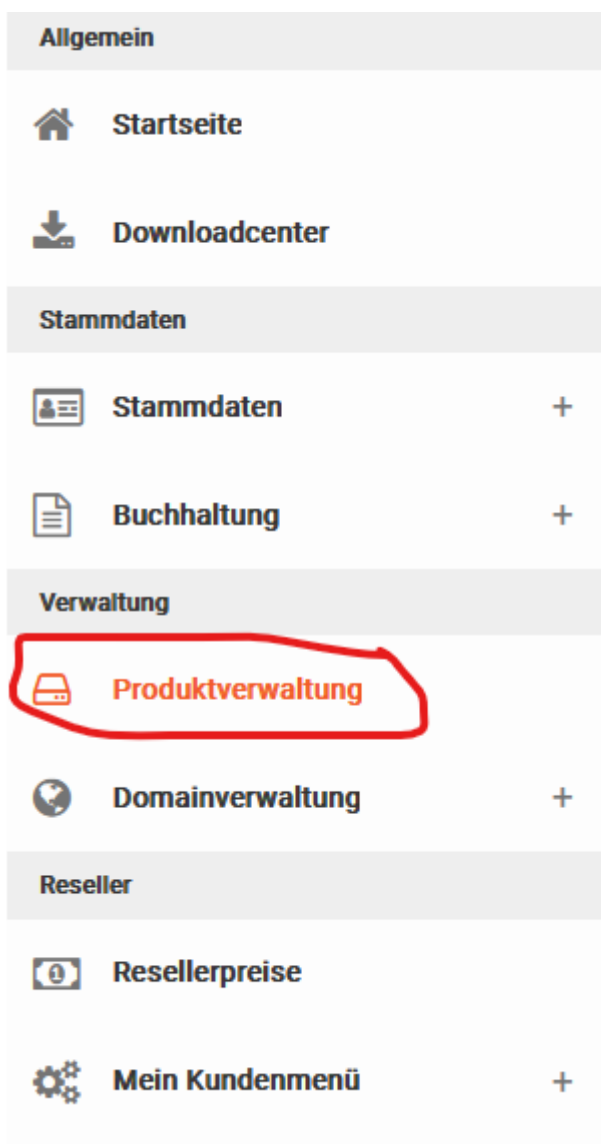 Allgemein
Startseite
Downloadcenter
Stammdaten
Stammdaten +
Buchhaltung +
Verwaltung
Produktverwaltung
Domainverwaltung +
Reseller
Resellerpreise
Mein Kundenmenü +